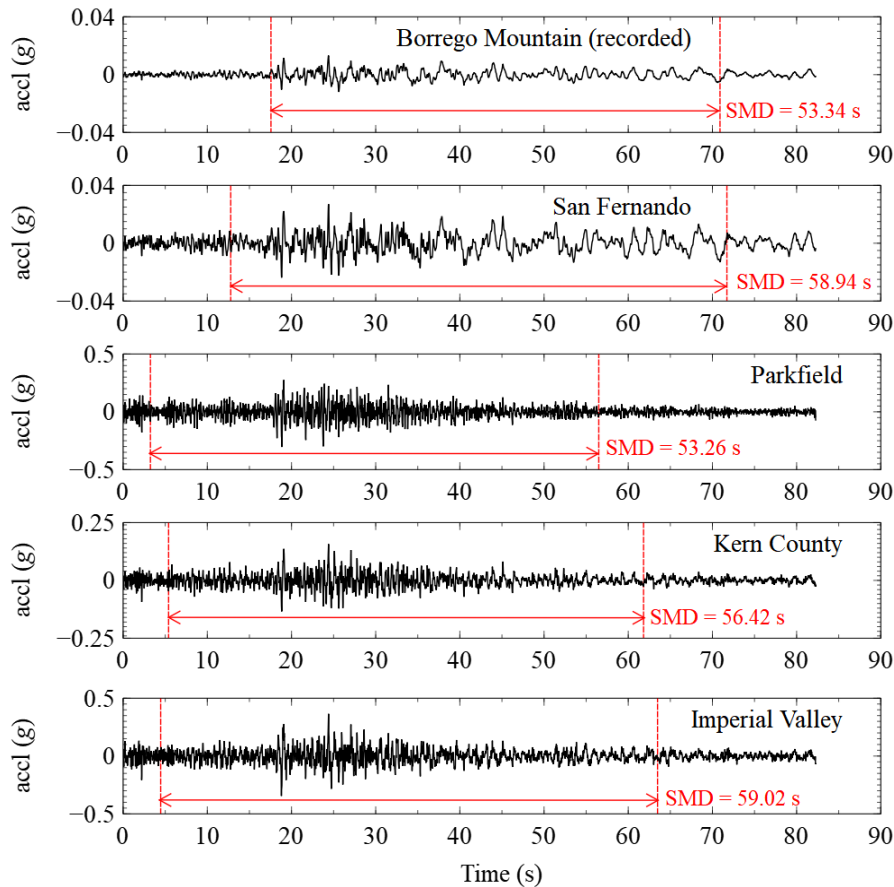 0.04
Borrego Mountain (recorded)
accl (g)
0
SMD = 53.34 s
−0.04
0 10 20 30 40 50 60 70 80 90
0.04
San Fernando
accl (g)
0
SMD = 58.94 s
−0.04
0 10 20 30 40 50 60 70 80 90
0.5
Parkfield
accl (g)
0
SMD = 53.26 s
−0.5
0 10 20 30 40 50 60 70 80 90
0.25
Kern County
accl (g)
0
SMD = 56.42 s
−0.25
0 10 20 30 40 50 60 70 80 90
0.5
Imperial Valley
accl (g)
0
SMD = 59.02 s
−0.5
0 10 20 30 40 50 60 70 80 90
Time (s)